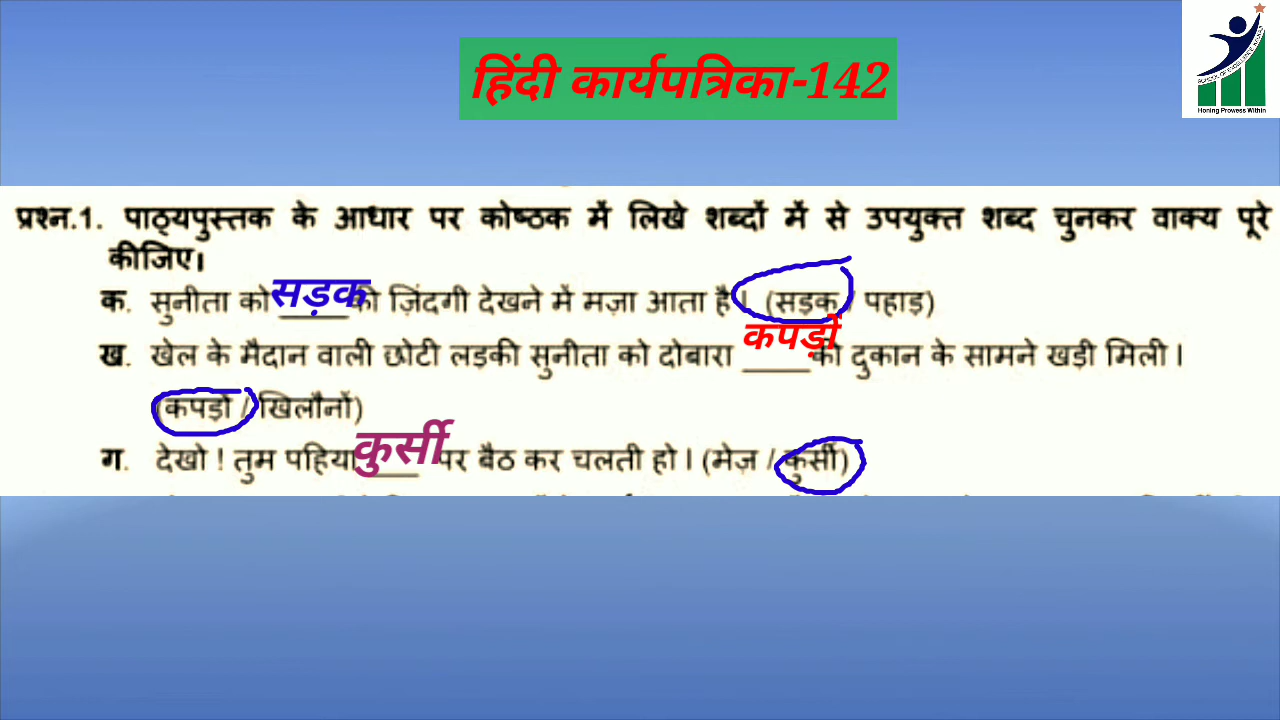 हिंदी कार्यपत्रिका-142
Honing Prowess Within
प्रश्न.1. पाठ्यपुस्तक के आधार पर कोष्ठक में लिखे शब्दों में से उपयुक्त शब्द चुनकर वाक्य पूरे
कीजिए।
क. सुनीता को सड़क की ज़िंदगी देखने में मज़ा आता है । (सड़क / पहाड़)
ख. खेल के मैदान वाली छोटी लड़की सुनीता को दोबारा कपड़ों की दुकान के सामने खड़ी मिली ।
(कपड़ों / खिलौनों)
ग. देखो ! तुम पहिया कुर्सी पर बैठ कर चलती हो । (मेज़ / कुर्सी)